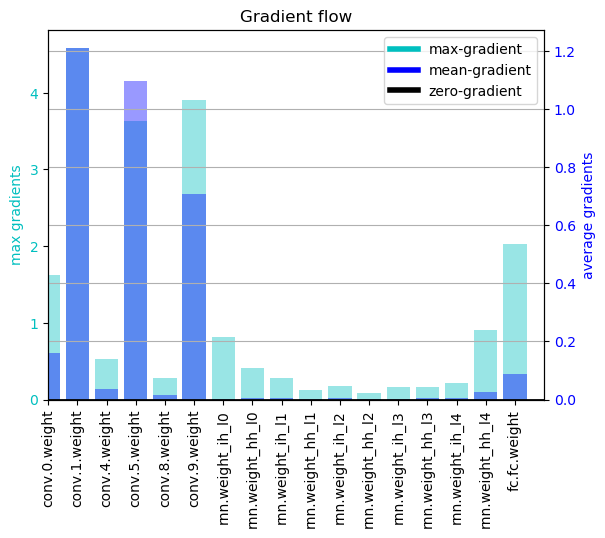 Gradient flow
max-gradient
mean-gradient
zero-gradient
max gradients
4
3
2
1
0
average gradients
1.2
1.0
0.8
0.6
0.4
0.2
0.0
conv.0.weight
conv.1.weight
conv.4.weight
conv.5.weight
conv.8.weight
conv.9.weight
rnn.weight_ih_l0
rnn.weight_hh_l0
rnn.weight_ih_l1
rnn.weight_hh_l1
rnn.weight_ih_l2
rnn.weight_hh_l2
rnn.weight_ih_l3
rnn.weight_hh_l3
rnn.weight_ih_l4
rnn.weight_hh_l4
fc.fc.weight